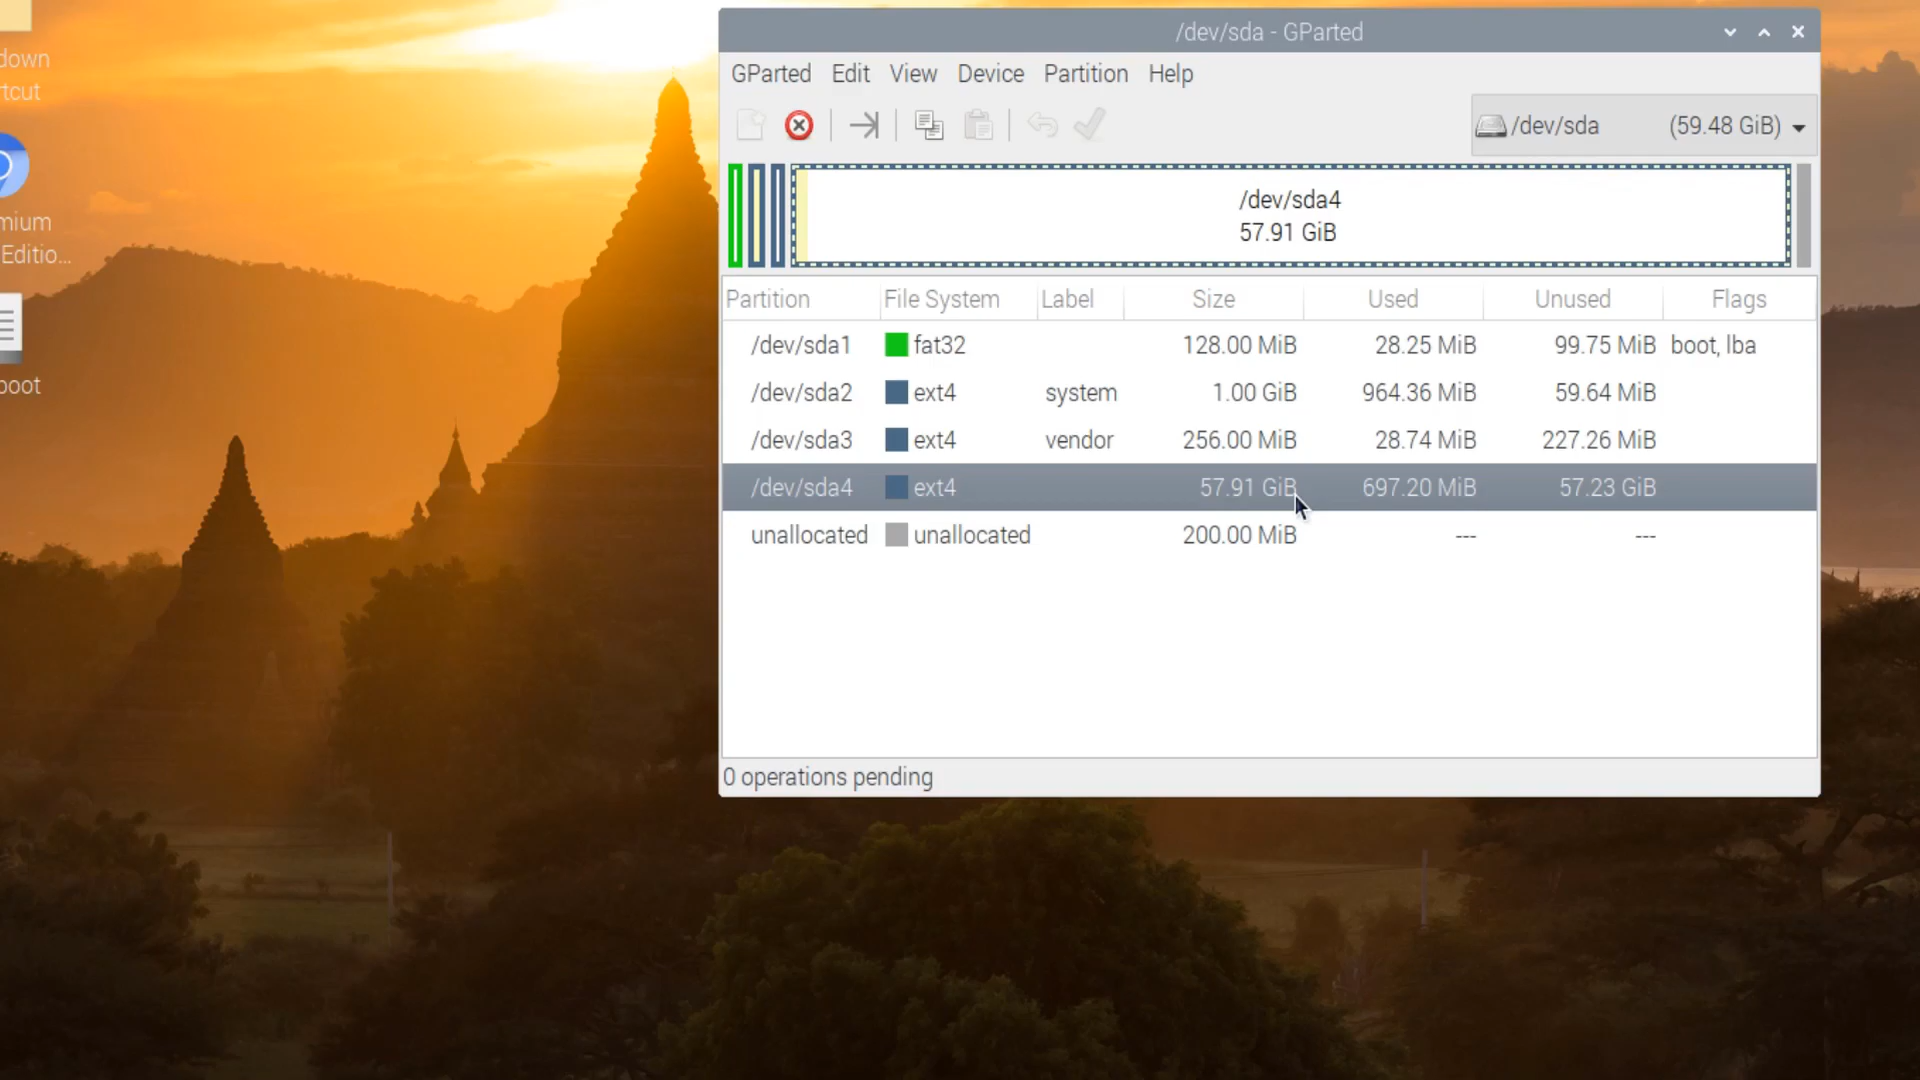 down
rtcut
mium
Editio...
boot
/dev/sda - GParted
GParted Edit View Device Partition Help
/dev/sda (59.48 GiB)
/dev/sda4
57.91 GiB
Partition File System Label Size Used Unused Flags
/dev/sda1 fat32 128.00 MiB 28.25 MiB 99.75 MiB boot, lba
/dev/sda2 ext4 system 1.00 GiB 964.36 MiB 59.64 MiB
/dev/sda3 ext4 vendor 256.00 MiB 28.74 MiB 227.26 MiB
/dev/sda4 ext4 57.91 GiB 697.20 MiB 57.23 GiB
unallocated unallocated 200.00 MiB --- ---
0 operations pending